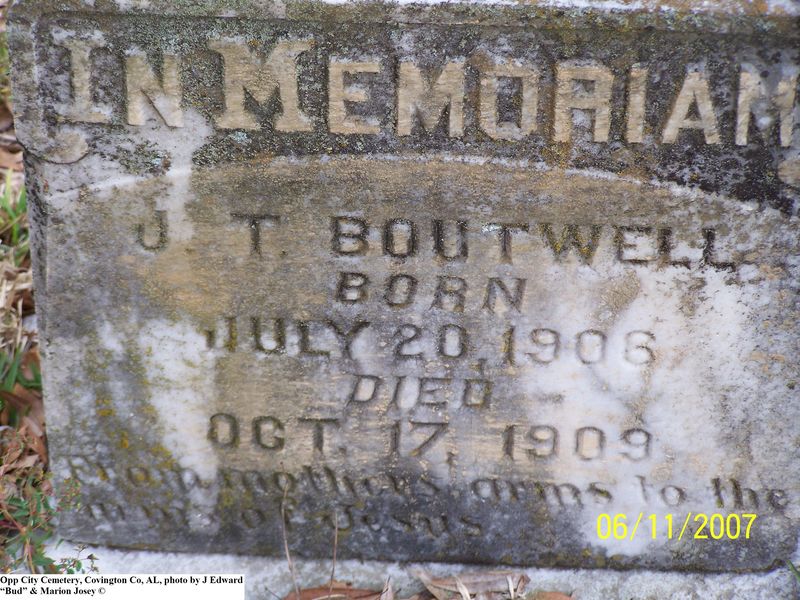 IN MEMORIAM
J. T. BOUTWELL
BORN
JULY 20, 1906
DIED
OCT. 17, 1909
From mothers arms to the
arms of Jesus
06/11/2007
Opp City Cemetery, Covington Co, AL, photo by J Edward
“Bud” & Marion Josey ©